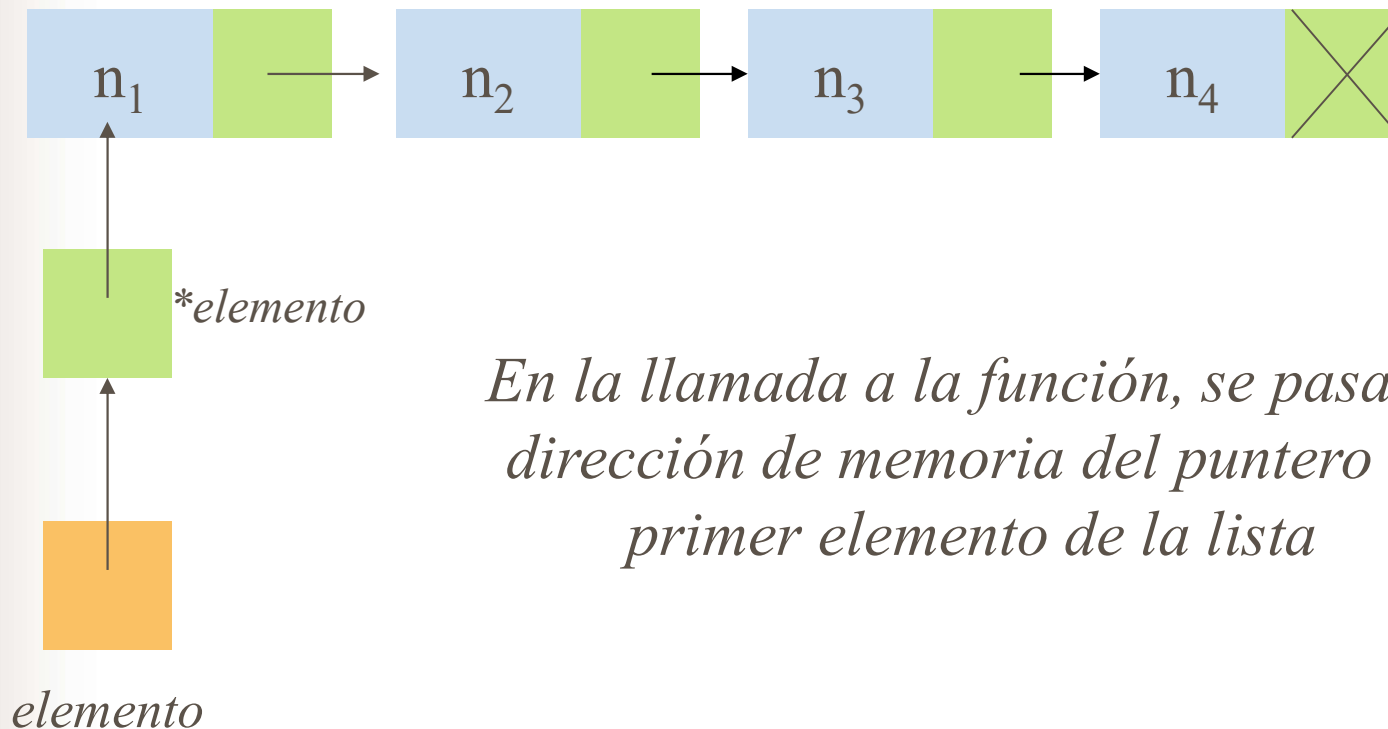 n₁ n₂ n₃ n₄
*elemento
En la llamada a la función, se pasa
dirección de memoria del puntero
primer elemento de la lista
elemento